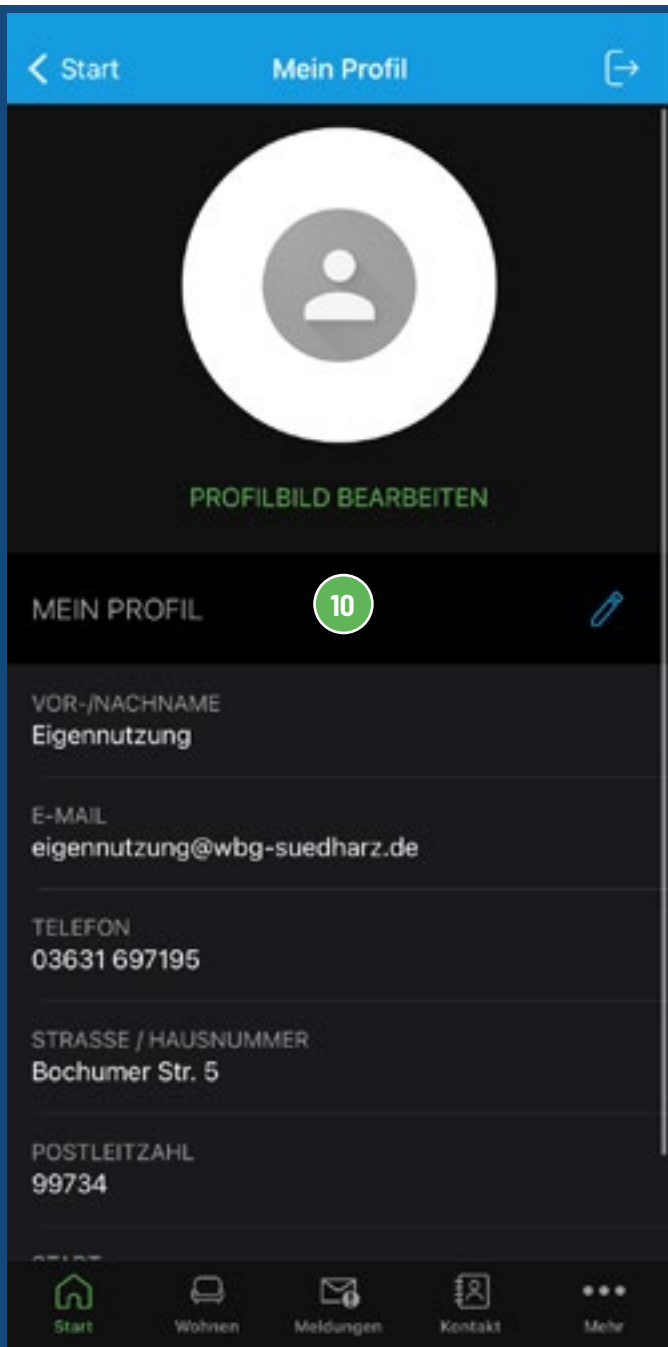 Start
Mein Profil
PROFILBILD BEARBEITEN
MEIN PROFIL
10
VOR-/NACHNAME
Eigennutzung
E-MAIL
eigennutzung@wbg-suedharz.de
TELEFON
03631 697195
STRASSE / HAUSNUMMER
Bochumer Str. 5
POSTLEITZAHL
99734
Start
Wohnen
Meldungen
Kontakt
Mehr